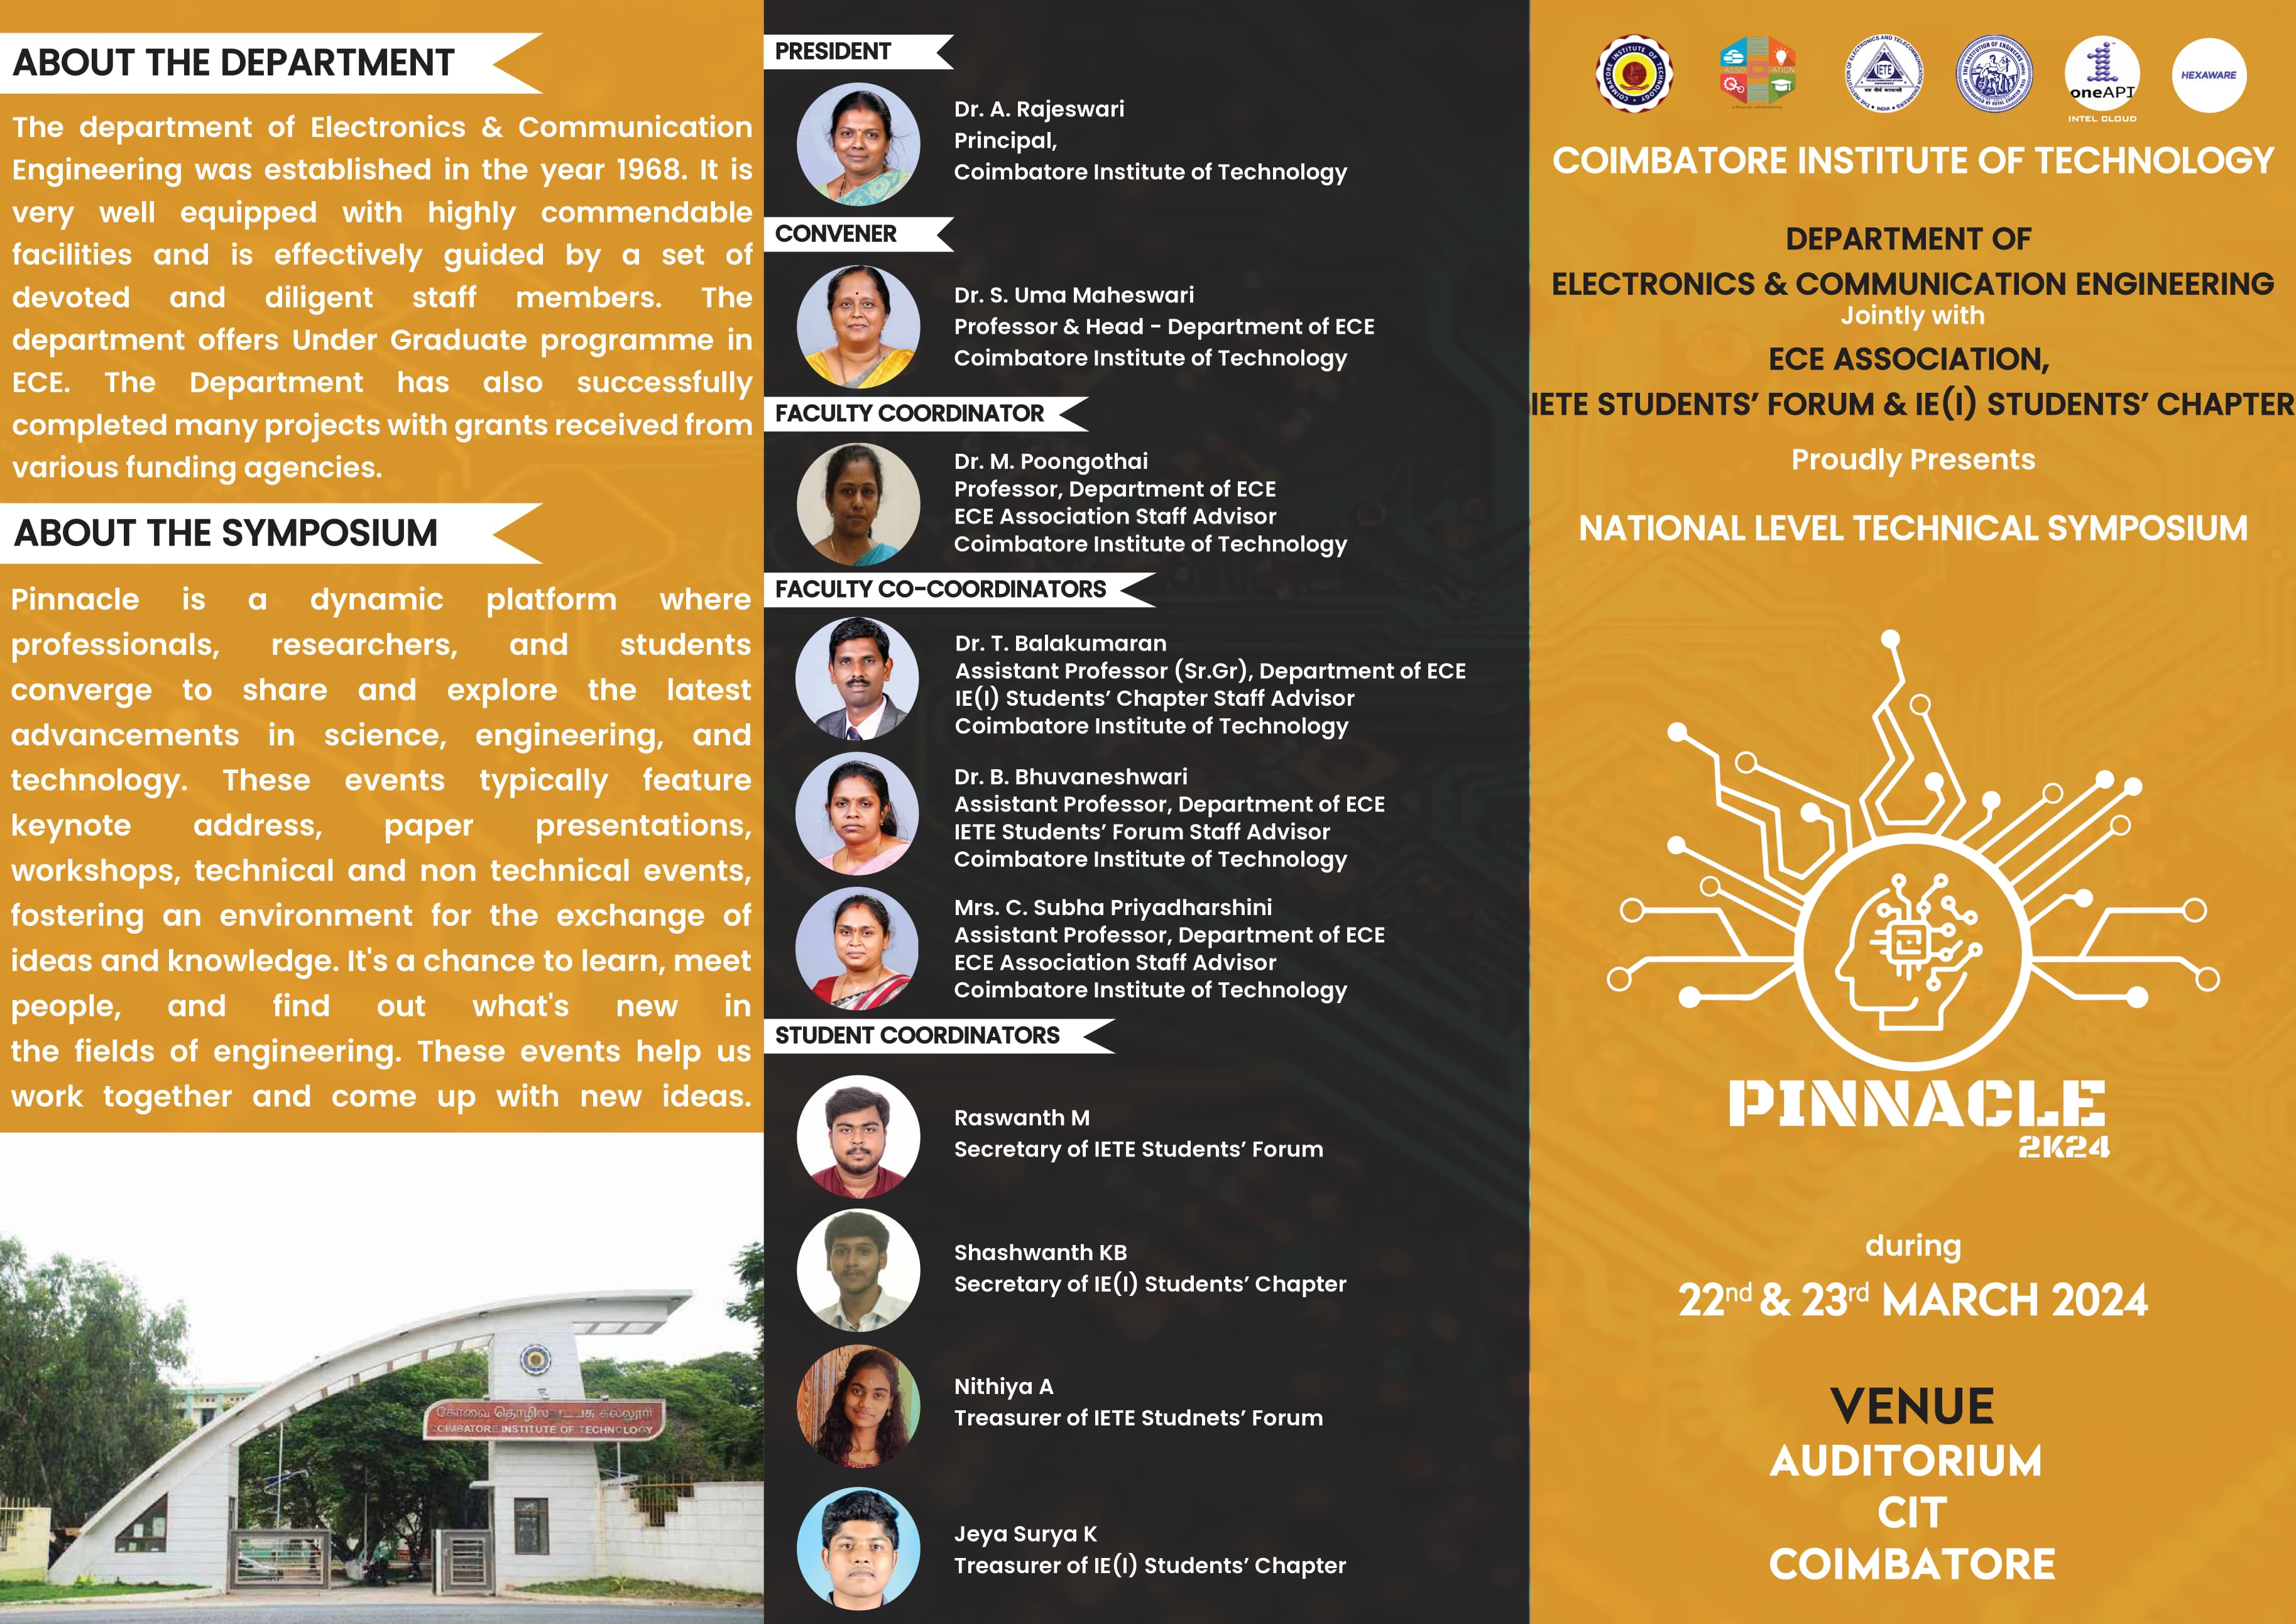 ABOUT THE DEPARTMENT
The department of Electronics & Communication
Engineering was established in the year 1968. It is
very well equipped with highly commendable
facilities and is effectively guided by a set of
devoted and diligent staff members. The
department offers Under Graduate programme in
ECE. The Department has also successfully
completed many projects with grants received from
various funding agencies.
ABOUT THE SYMPOSIUM
Pinnacle is a dynamic platform where
professionals, researchers, and students
converge to share and explore the latest
advancements in science, engineering, and
technology. These events typically feature
keynote address, paper presentations,
workshops, technical and non technical events,
fostering an environment for the exchange of
ideas and knowledge. It's a chance to learn, meet
people, and find out what's new in
the fields of engineering. These events help us
work together and come up with new ideas.
கோவை
COIMBATORE INSTITUTE OF TECHNOLOGY
PRESIDENT
Dr. A. Rajeswari
Principal,
Coimbatore Institute of Technology
CONVENER
Dr. S. Uma Maheswari
Professor & Head - Department of ECE
Coimbatore Institute of Technology
FACULTY COORDINATOR
Dr. M. Poongothai
Professor, Department of ECE
ECE Association Staff Advisor
Coimbatore Institute of Technology
FACULTY CO-COORDINATORS
Dr. T. Balakumaran
Assistant Professor (Sr.Gr), Department of ECE
IE(I) Students’ Chapter Staff Advisor
Coimbatore Institute of Technology
Dr. B. Bhuvaneshwari
Assistant Professor, Department of ECE
IETE Students’ Forum Staff Advisor
Coimbatore Institute of Technology
Mrs. C. Subha Priyadharshini
Assistant Professor, Department of ECE
ECE Association Staff Advisor
Coimbatore Institute of Technology
STUDENT COORDINATORS
Raswanth M
Secretary of IETE Students’ Forum
Shashwanth KB
Secretary of IE(I) Students’ Chapter
Nithiya A
Treasurer of IETE Studnets’ Forum
Jeya Surya K
Treasurer of IE(I) Students’ Chapter
COIMBATORE INSTITUTE OF TECHNOLOGY
ASSOCIATION
IETE
oneAPI
INTEL CLOUD
HEXAWARE
COIMBATORE INSTITUTE OF TECHNOLOGY
DEPARTMENT OF
ELECTRONICS & COMMUNICATION ENGINEERING
Jointly with
ECE ASSOCIATION,
IETE STUDENTS’ FORUM & IE(I) STUDENTS’ CHAPTER
Proudly Presents
NATIONAL LEVEL TECHNICAL SYMPOSIUM
PINNACLE
2K24
during
22nd & 23rd MARCH 2024
VENUE
AUDITORIUM
CIT
COIMBATORE